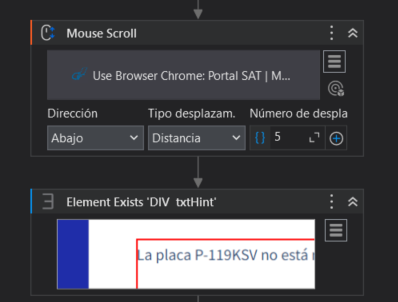 Mouse Scroll
Use Browser Chrome: Portal SAT | M...
Dirección Tipo desplazam. Número de despla
Abajo Distancia {} 5
Element Exists 'DIV txtHint'
La placa P-119KSV no está